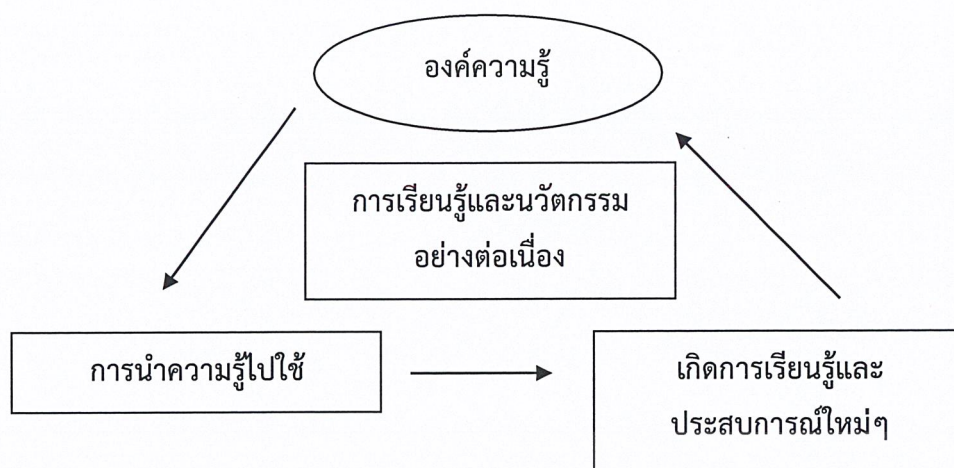 องค์ความรู้
การเรียนรู้และนวัตกรรม
อย่างต่อเนื่อง
การนำความรู้ไปใช้
เกิดการเรียนรู้และ
ประสบการณ์ใหม่ๆ